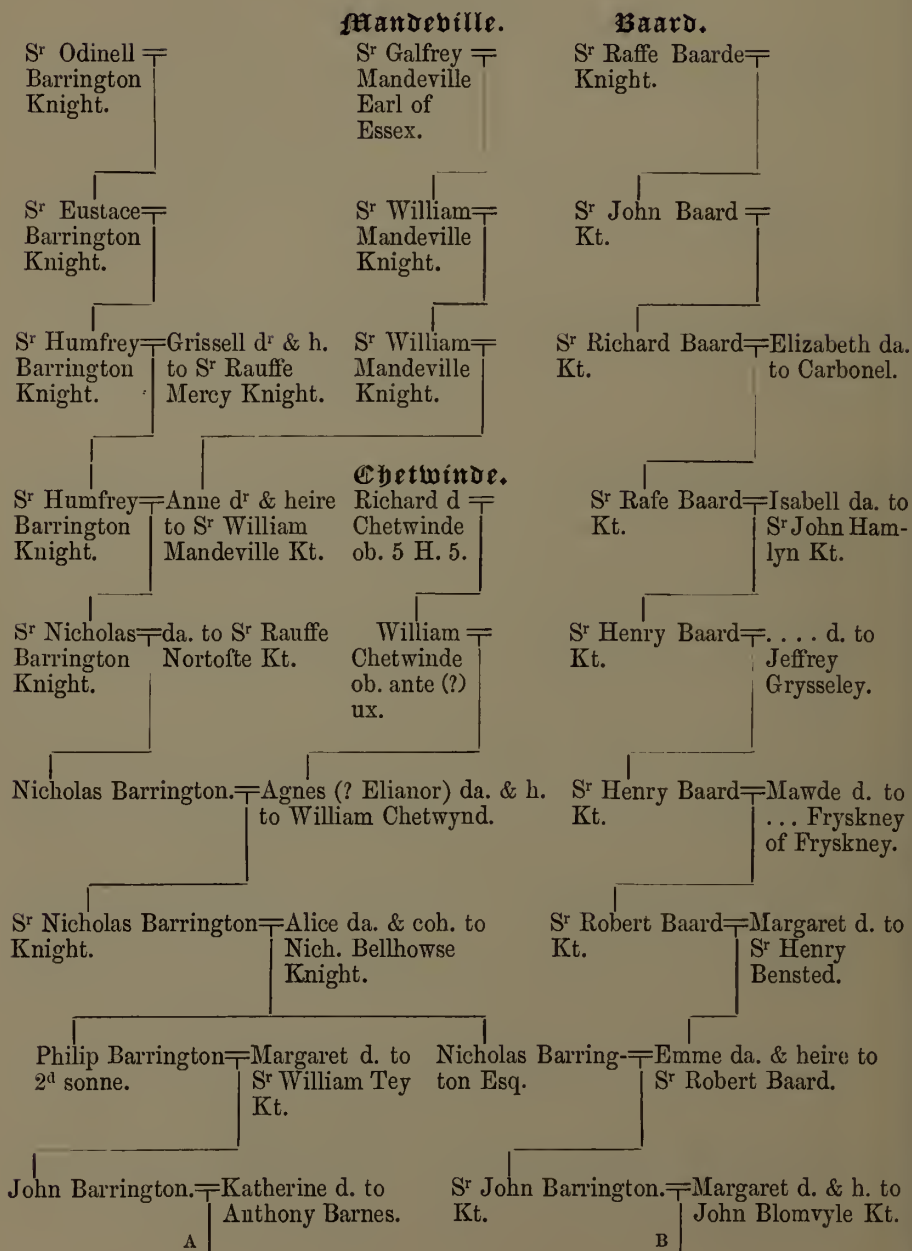 Mandeville. Baard.
Sr Odinell Sr Galfrey Sr Raffe Baarde
Barrington Mandeville Knight.
Knight. Earl of
Essex.
Sr Eustace Sr William Sr John Baard
Barrington Mandeville Kt.
Knight. Knight.
Sr Humfrey Grissell dr & h. Sr William Sr Richard Baard Elizabeth da.
Barrington to Sr Rauffe Mandeville Kt. to Carbonel.
Knight. Mercy Knight. Knight.
Chetwinde.
Sr Humfrey Anne dr & heire Richard d Sr Rafe Baard Isabell da. to
Barrington to Sr William Chetwinde Kt. Sr John Ham-
Knight. Mandeville Kt. ob. 5 H. 5. lyn Kt.
Sr Nicholas da. to Sr Rauffe William Sr Henry Baard . . . . d. to
Barrington Nortofte Kt. Chetwinde Kt. Jeffrey
Knight. ob. ante (?) Grysseley.
ux.
Nicholas Barrington. Agnes (? Elianor) da. & h. Sr Henry Baard Mawde d. to
to William Chetwynd. Kt. ... Fryskney
of Fryskney.
Sr Nicholas Barrington Alice da. & coh. to Sr Robert Baard Margaret d. to
Knight. Nich. Bellhowse Kt. Sr Henry
Knight. Bensted.
Philip Barrington Margaret d. to Nicholas Barring- Emme da. & heire to
2d sonne. Sr William Tey ton Esq. Sr Robert Baard.
Kt.
John Barrington. Katherine d. to Sr John Barrington. Margaret d. & h. to
Anthony Barnes. Kt. John Blomvyle Kt.
A B